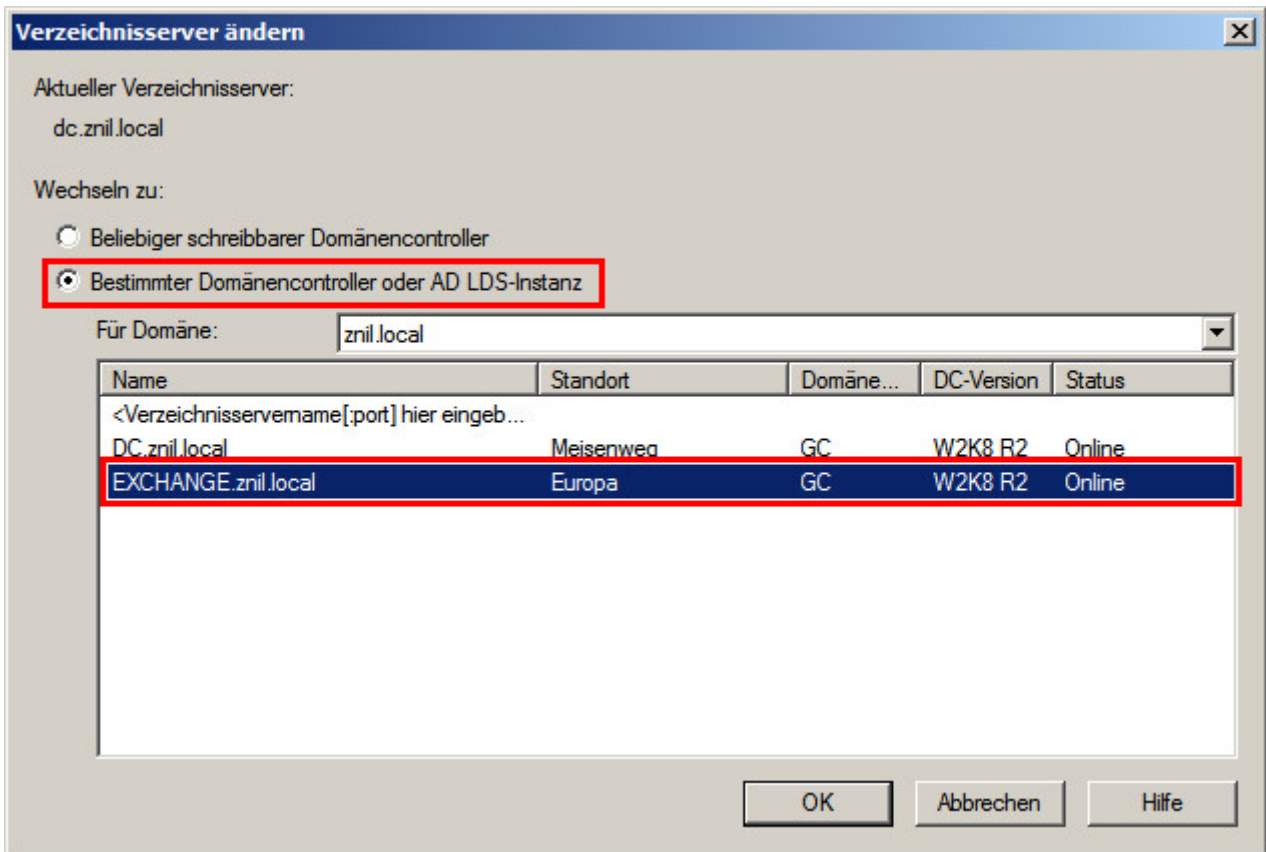 Verzeichnisserver ändern
Aktueller Verzeichnisserver:
dc.znil.local
Wechseln zu:
Beliebiger schreibbarer Domänencontroller
Bestimmter Domänencontroller oder AD LDS-Instanz
Für Domäne: znil.local
Name Standort Domäne... DC-Version Status
<Verzeichnisservername[:port] hier eingeb...
DC.znil.local Meisenweg GC W2K8 R2 Online
EXCHANGE.znil.local Europa GC W2K8 R2 Online
OK Abbrechen Hilfe